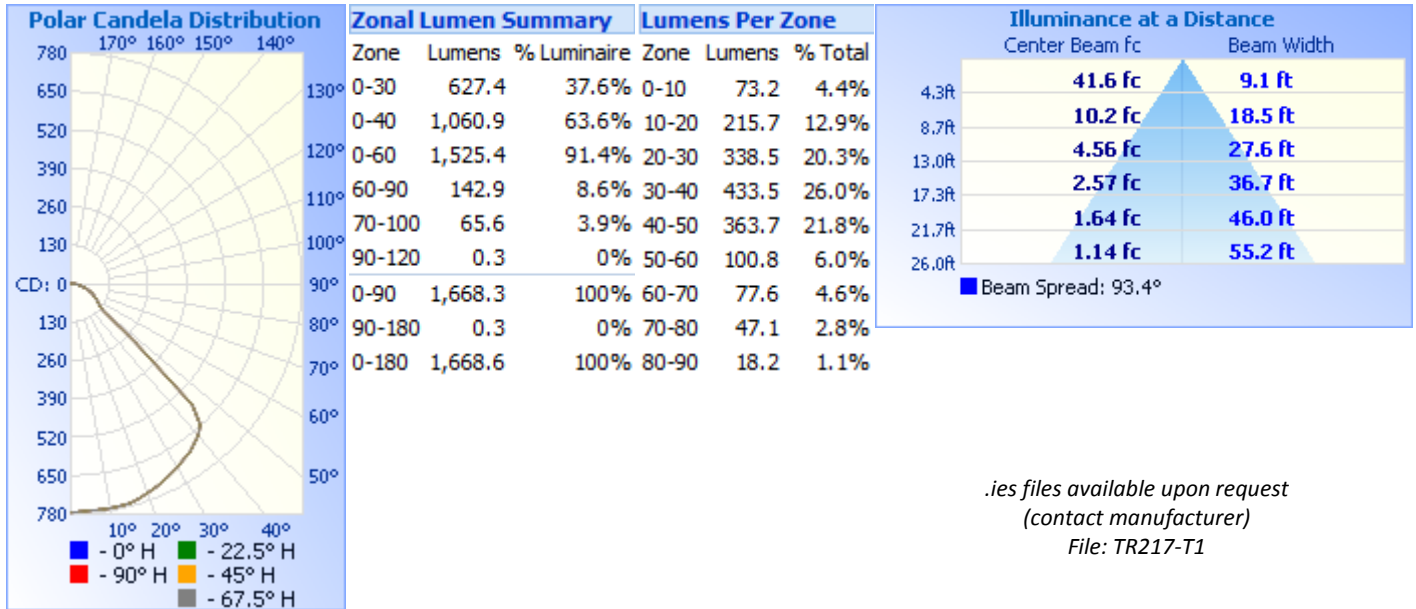 Polar Candela Distribution
170° 160° 150° 140°
780
650
520
390
260
130
CD: 0
130
260
390
520
650
780
130°
120°
110°
100°
90°
80°
70°
60°
50°
10° 20° 30° 40°
- 0° H - 22.5° H
- 90° H - 45° H
- 67.5° H
Zonal Lumen Summary
Zone Lumens % Luminaire
0-30 627.4 37.6%
0-40 1,060.9 63.6%
0-60 1,525.4 91.4%
60-90 142.9 8.6%
70-100 65.6 3.9%
90-120 0.3 0%
0-90 1,668.3 100%
90-180 0.3 0%
0-180 1,668.6 100%
Lumens Per Zone
Zone Lumens % Total
0-10 73.2 4.4%
10-20 215.7 12.9%
20-30 338.5 20.3%
30-40 433.5 26.0%
40-50 363.7 21.8%
50-60 100.8 6.0%
60-70 77.6 4.6%
70-80 47.1 2.8%
80-90 18.2 1.1%
Illuminance at a Distance
Center Beam fc Beam Width
4.3ft 41.6 fc 9.1 ft
8.7ft 10.2 fc 18.5 ft
13.0ft 4.56 fc 27.6 ft
17.3ft 2.57 fc 36.7 ft
21.7ft 1.64 fc 46.0 ft
26.0ft 1.14 fc 55.2 ft
Beam Spread: 93.4°
.ies files available upon request
(contact manufacturer)
File: TR217-T1